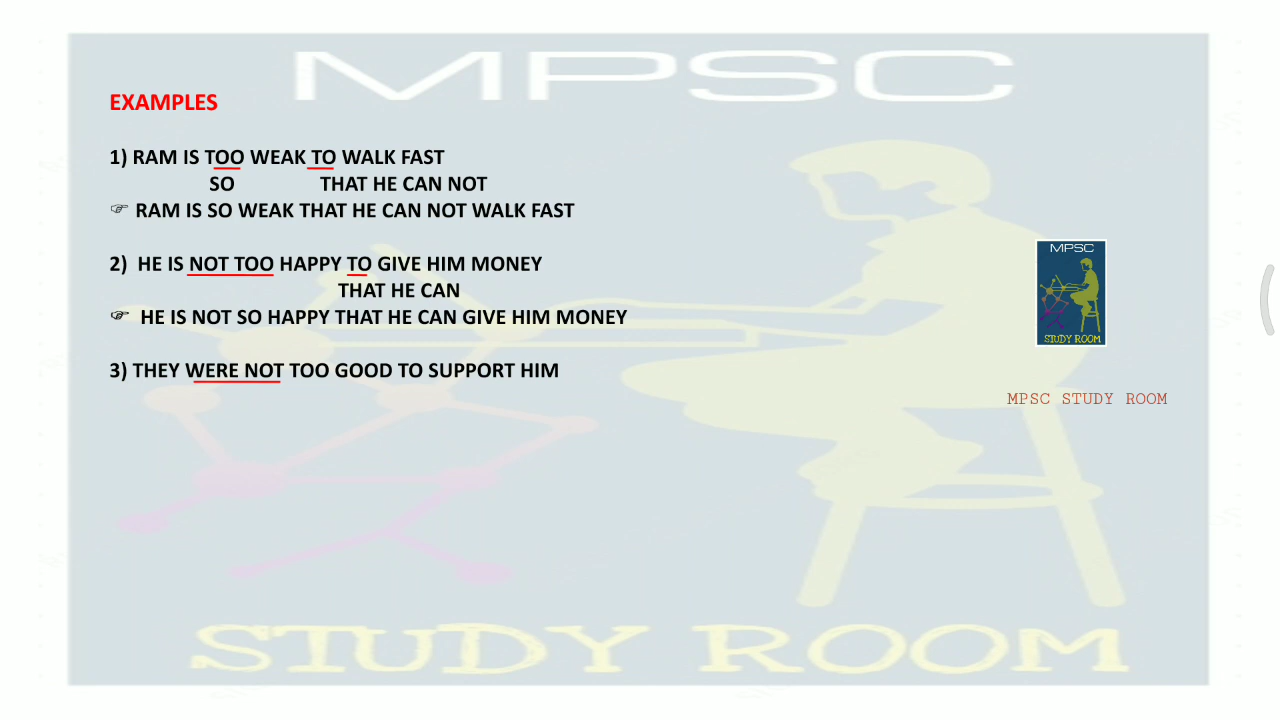 MPSC
EXAMPLES
1) RAM IS TOO WEAK TO WALK FAST
SO THAT HE CAN NOT
☞ RAM IS SO WEAK THAT HE CAN NOT WALK FAST
2) HE IS NOT TOO HAPPY TO GIVE HIM MONEY
THAT HE CAN
☞ HE IS NOT SO HAPPY THAT HE CAN GIVE HIM MONEY
3) THEY WERE NOT TOO GOOD TO SUPPORT HIM
MPSC
STUDY ROOM
MPSC STUDY ROOM
STUDY ROOM